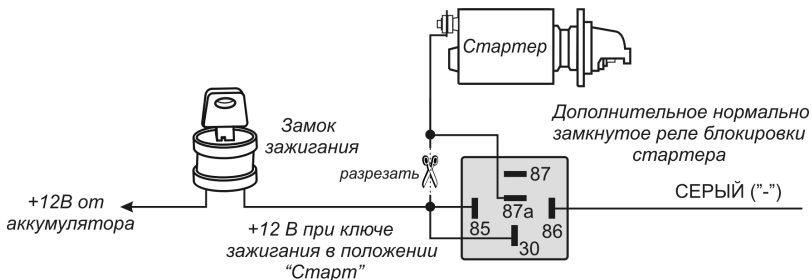 Стартер
Замок
зажигания
Дополнительное нормально
замкнутое реле блокировки
стартера
разрезать
87
87а
85
86
30
СЕРЫЙ ("-")
+12В от
аккумулятора
+12 В при ключе
зажигания в положении
“Старт”